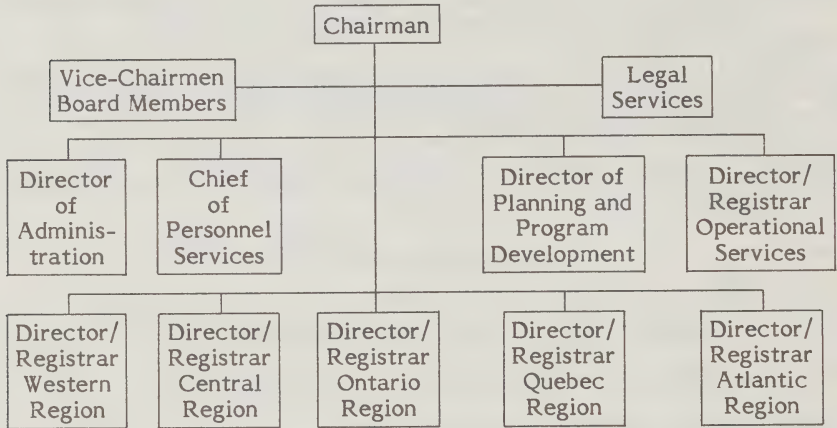 Chairman
Vice-Chairmen
Board Members
Legal
Services
Director
of
Adminis-
tration
Chief
of
Personnel
Services
Director of
Planning and
Program
Development
Director/
Registrar
Operational
Services
Director/
Registrar
Western
Region
Director/
Registrar
Central
Region
Director/
Registrar
Ontario
Region
Director/
Registrar
Quebec
Region
Director/
Registrar
Atlantic
Region